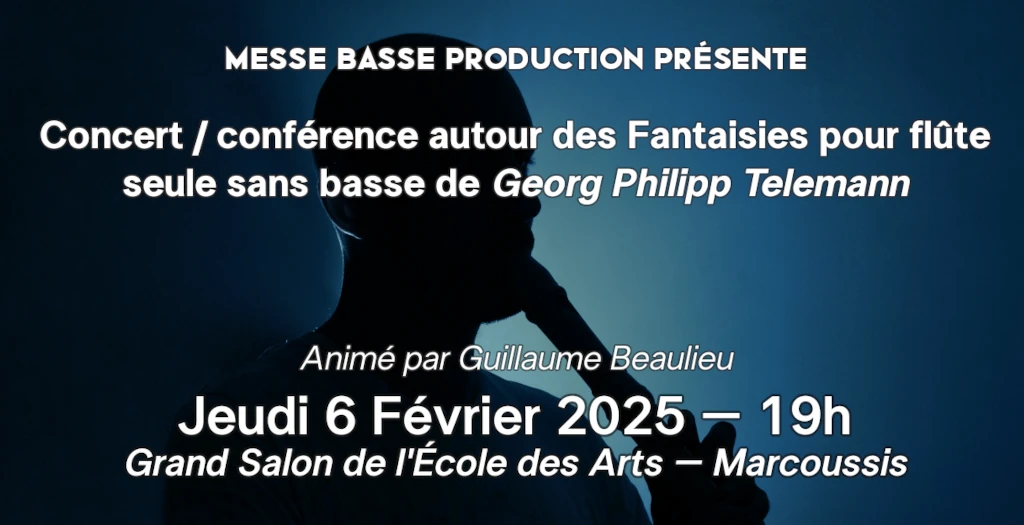 MESSE BASSE PRODUCTION PRÉSENTE
Concert / conférence autour des Fantaisies pour flûte
seule sans basse de Georg Philipp Telemann
Animé par Guillaume Beaulieu
Jeudi 6 Février 2025 – 19h
Grand Salon de l'École des Arts – Marcoussis